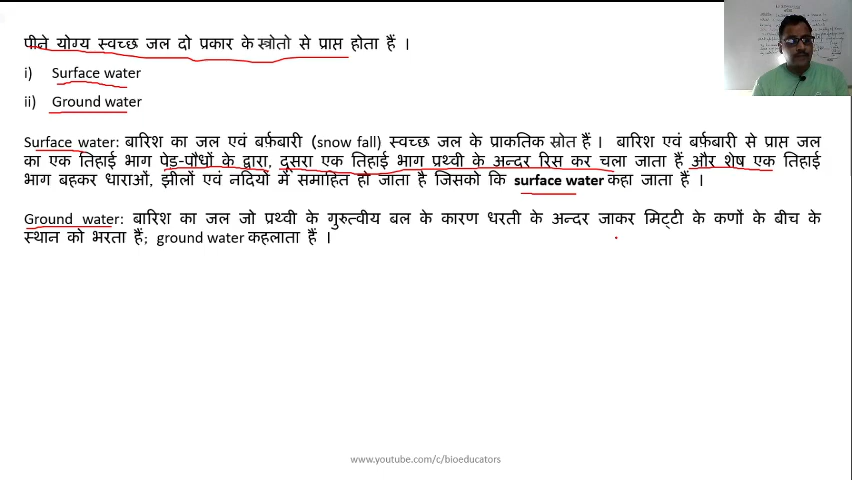 पीने योग्य स्वच्छ जल दो प्रकार के स्त्रोतो से प्राप्त होता हैं ।
i) Surface water
ii) Ground water
Surface water: बारिश का जल एवं बर्फ़बारी (snow fall) स्वच्छ जल के प्राकतिक स्रोत हैं । बारिश एवं बर्फ़बारी से प्राप्त जल
का एक तिहाई भाग पेड-पौधों के द्वारा, दूसरा एक तिहाई भाग प्रथ्वी के अन्दर रिस कर चला जाता हैं और शेष एक तिहाई
भाग बहकर धाराओं, झीलों एवं नदियों में समाहित हो जाता है जिसको कि surface water कहा जाता हैं ।
Ground water: बारिश का जल जो प्रथ्वी के गुरुत्वीय बल के कारण धरती के अन्दर जाकर मिट्टी के कणों के बीच के
स्थान को भरता हैं; ground water कहलाता हैं ।
www.youtube.com/c/bioeducators